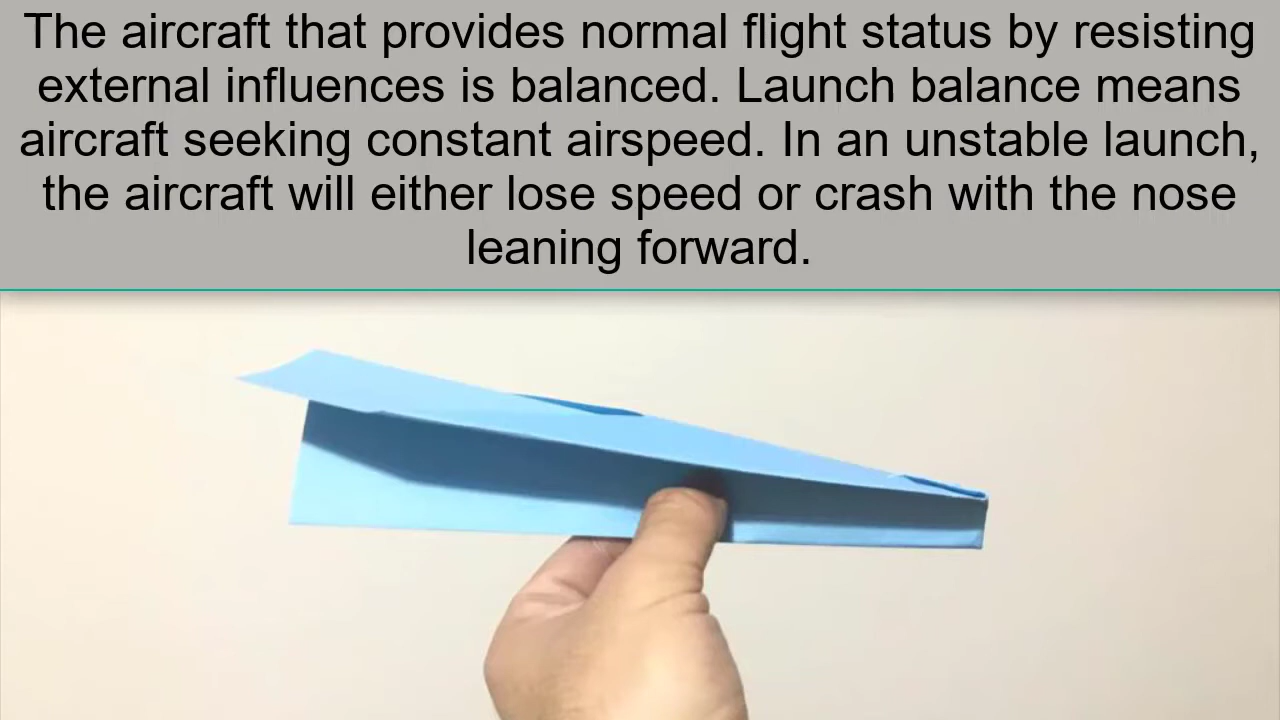 The aircraft that provides normal flight status by resisting
external influences is balanced. Launch balance means
aircraft seeking constant airspeed. In an unstable launch,
the aircraft will either lose speed or crash with the nose
leaning forward.